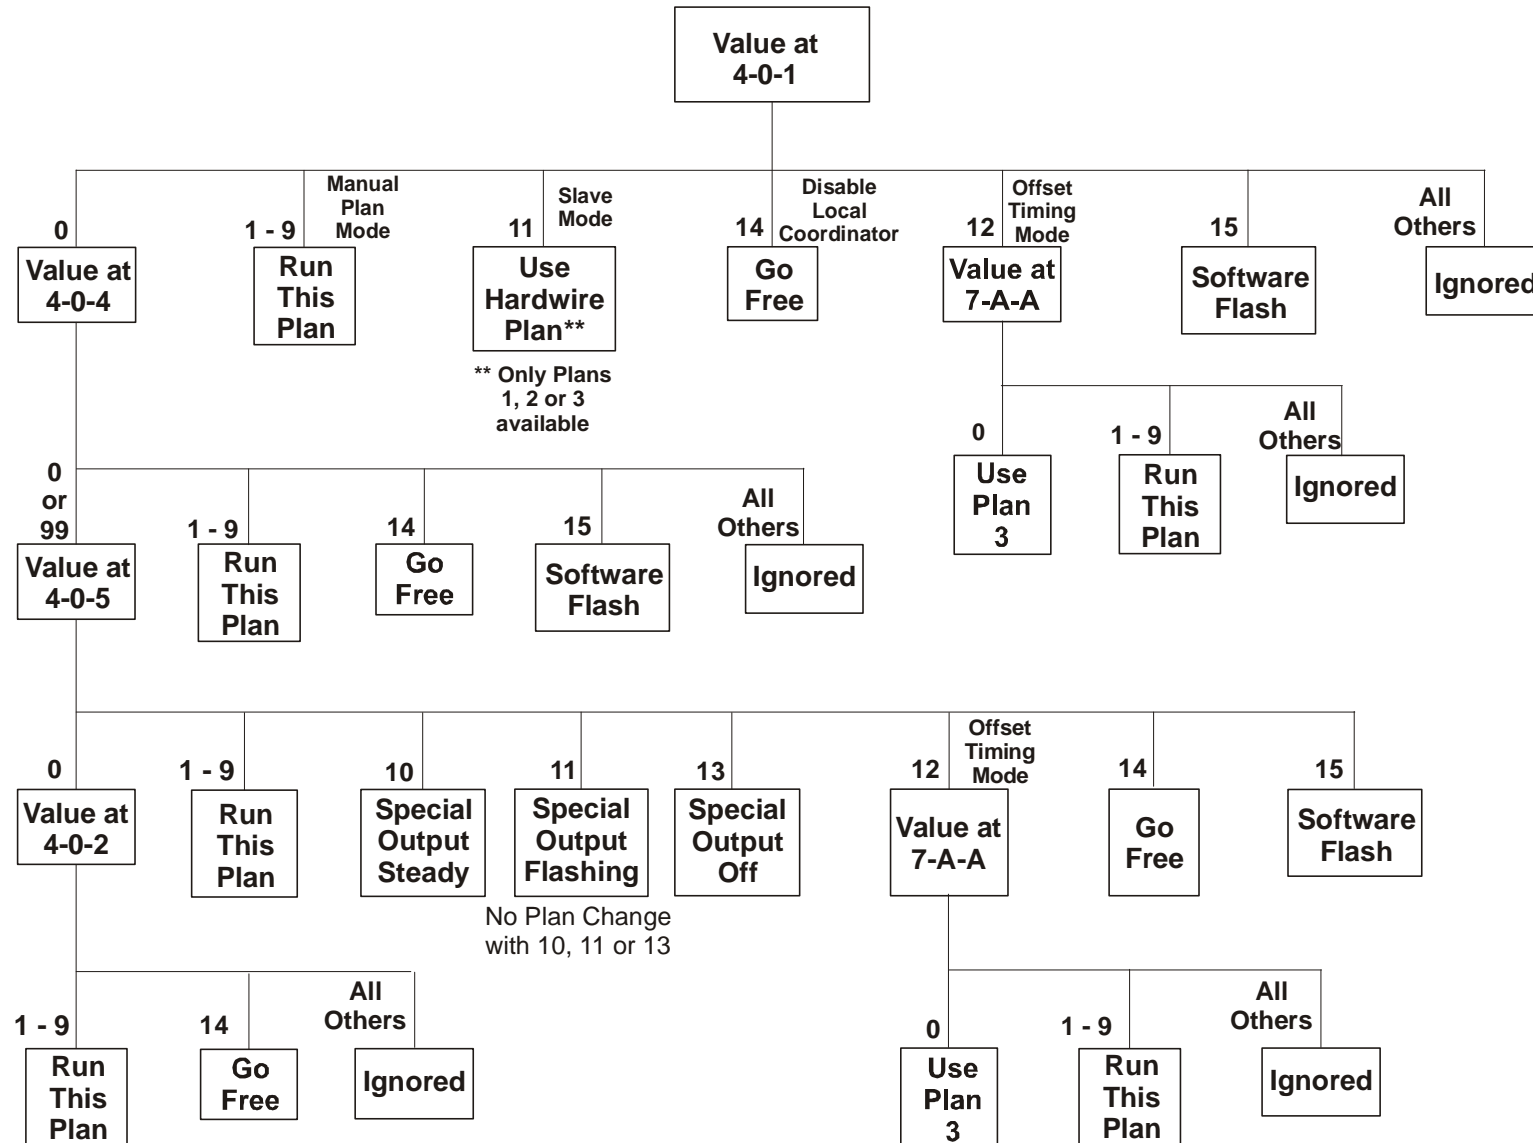 Value at
4-0-1
0
Value at
4-0-4
Manual
Plan
Mode
1 - 9
Run
This
Plan
Slave
Mode
11
Use
Hardwire
Plan**
** Only Plans
1, 2 or 3
available
Disable
Local
Coordinator
14
Go
Free
Offset
Timing
Mode
12
Value at
7-A-A
15
Software
Flash
All
Others
Ignored
0
Use
Plan
3
1 - 9
Run
This
Plan
All
Others
Ignored
0
or
99
Value at
4-0-5
1 - 9
Run
This
Plan
14
Go
Free
15
Software
Flash
All
Others
Ignored
0
Value at
4-0-2
1 - 9
Run
This
Plan
10
Special
Output
Steady
11
Special
Output
Flashing
13
Special
Output
Off
No Plan Change
with 10, 11 or 13
Offset
Timing
Mode
12
Value at
7-A-A
14
Go
Free
15
Software
Flash
1 - 9
Run
This
Plan
14
Go
Free
All
Others
Ignored
0
Use
Plan
3
1 - 9
Run
This
Plan
All
Others
Ignored